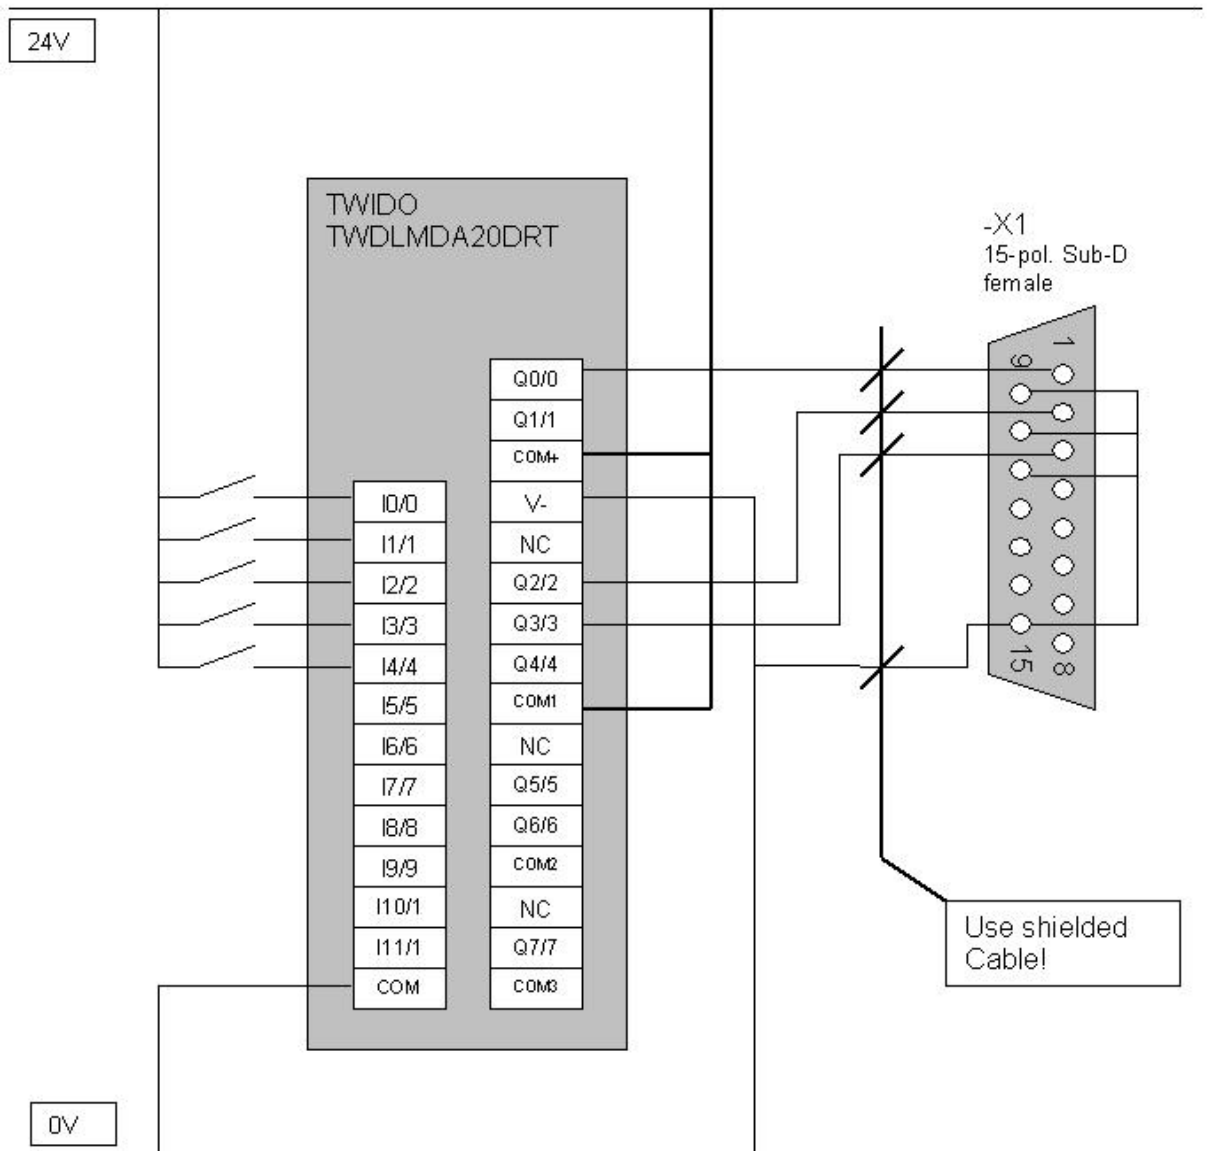 24V
TWIDO
TWDLMDA20DRT
-X1
15-pol. Sub-D
female
1
9
Q0/0
Q1/1
COM+
V-
NC
Q2/2
Q3/3
Q4/4
COM1
NC
Q5/5
Q6/6
COM2
NC
Q7/7
COM3
I0/0
I1/1
I2/2
I3/3
I4/4
I5/5
I6/6
I7/7
I8/8
I9/9
I10/1
I11/1
COM
15
8
Use shielded
Cable!
0V